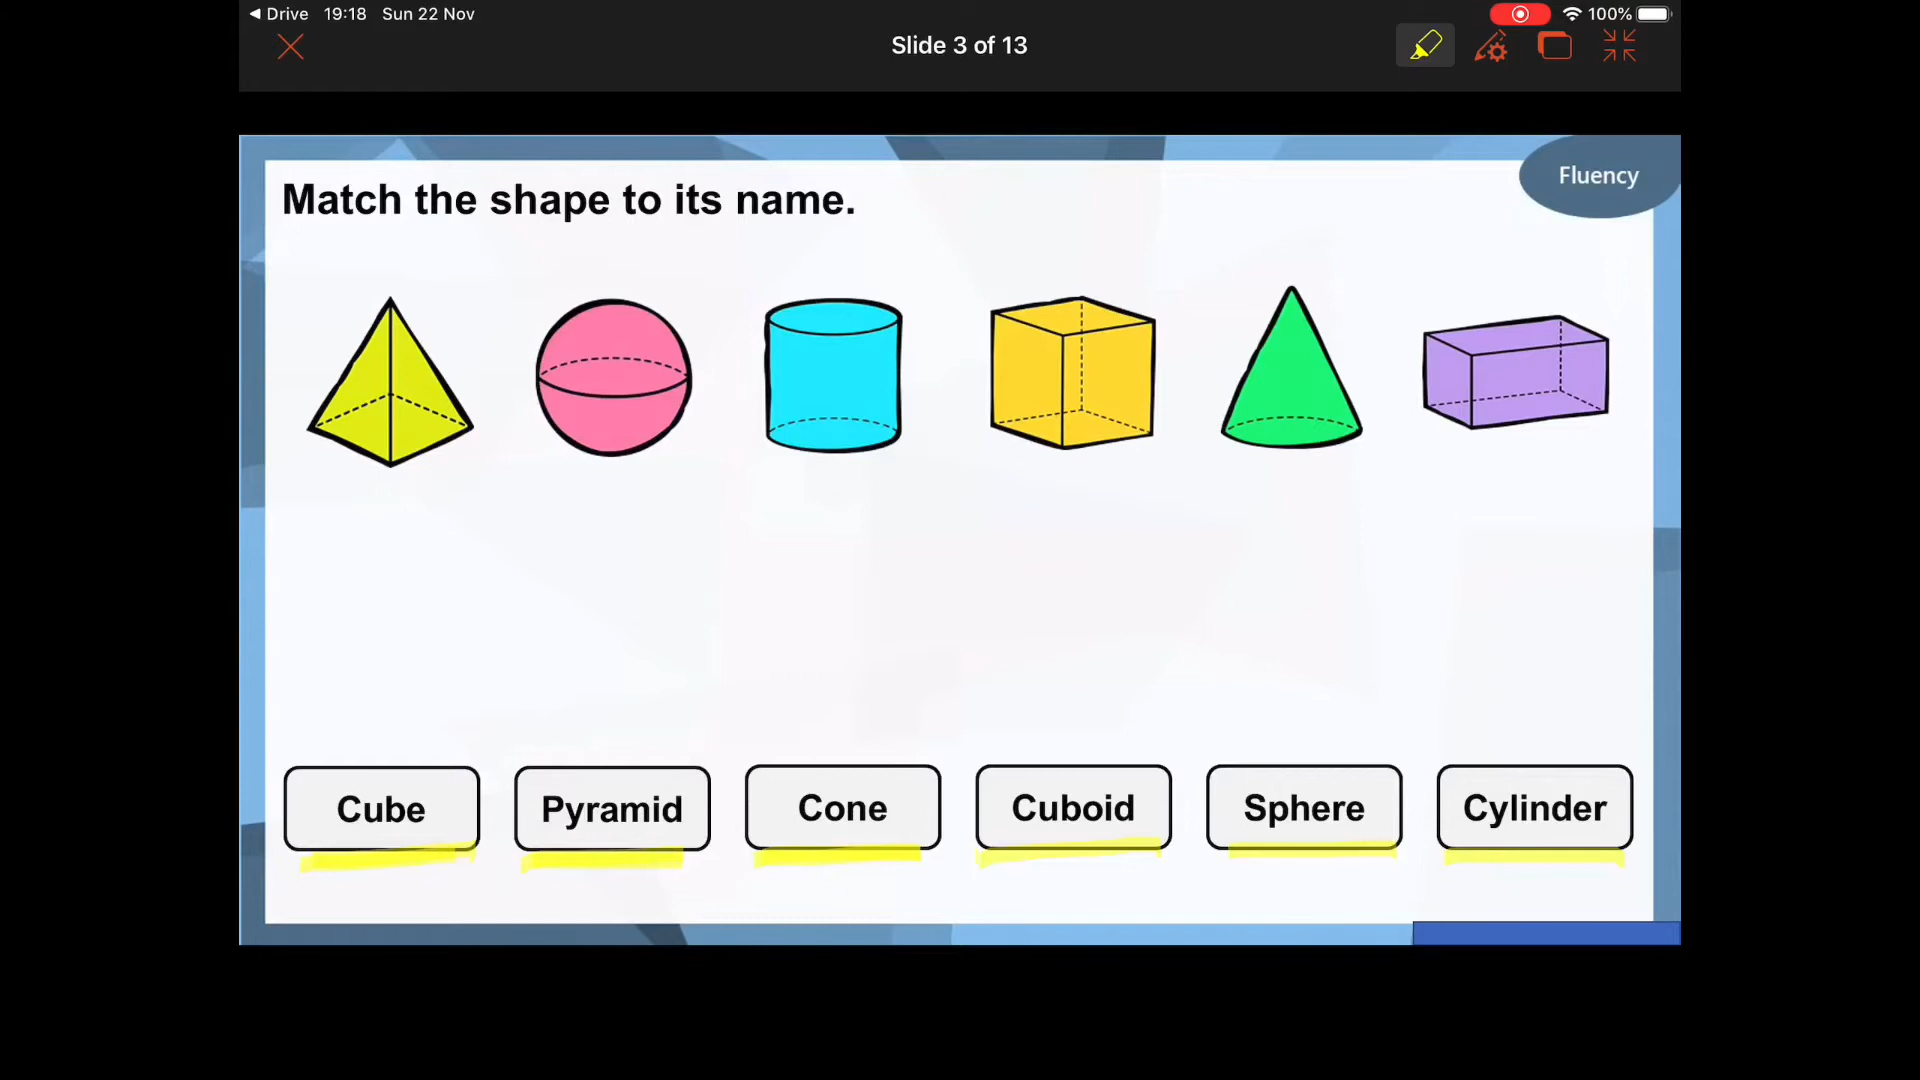 Drive 19:18 Sun 22 Nov 100%
Slide 3 of 13
Fluency
Match the shape to its name.
Cube Pyramid Cone Cuboid Sphere Cylinder